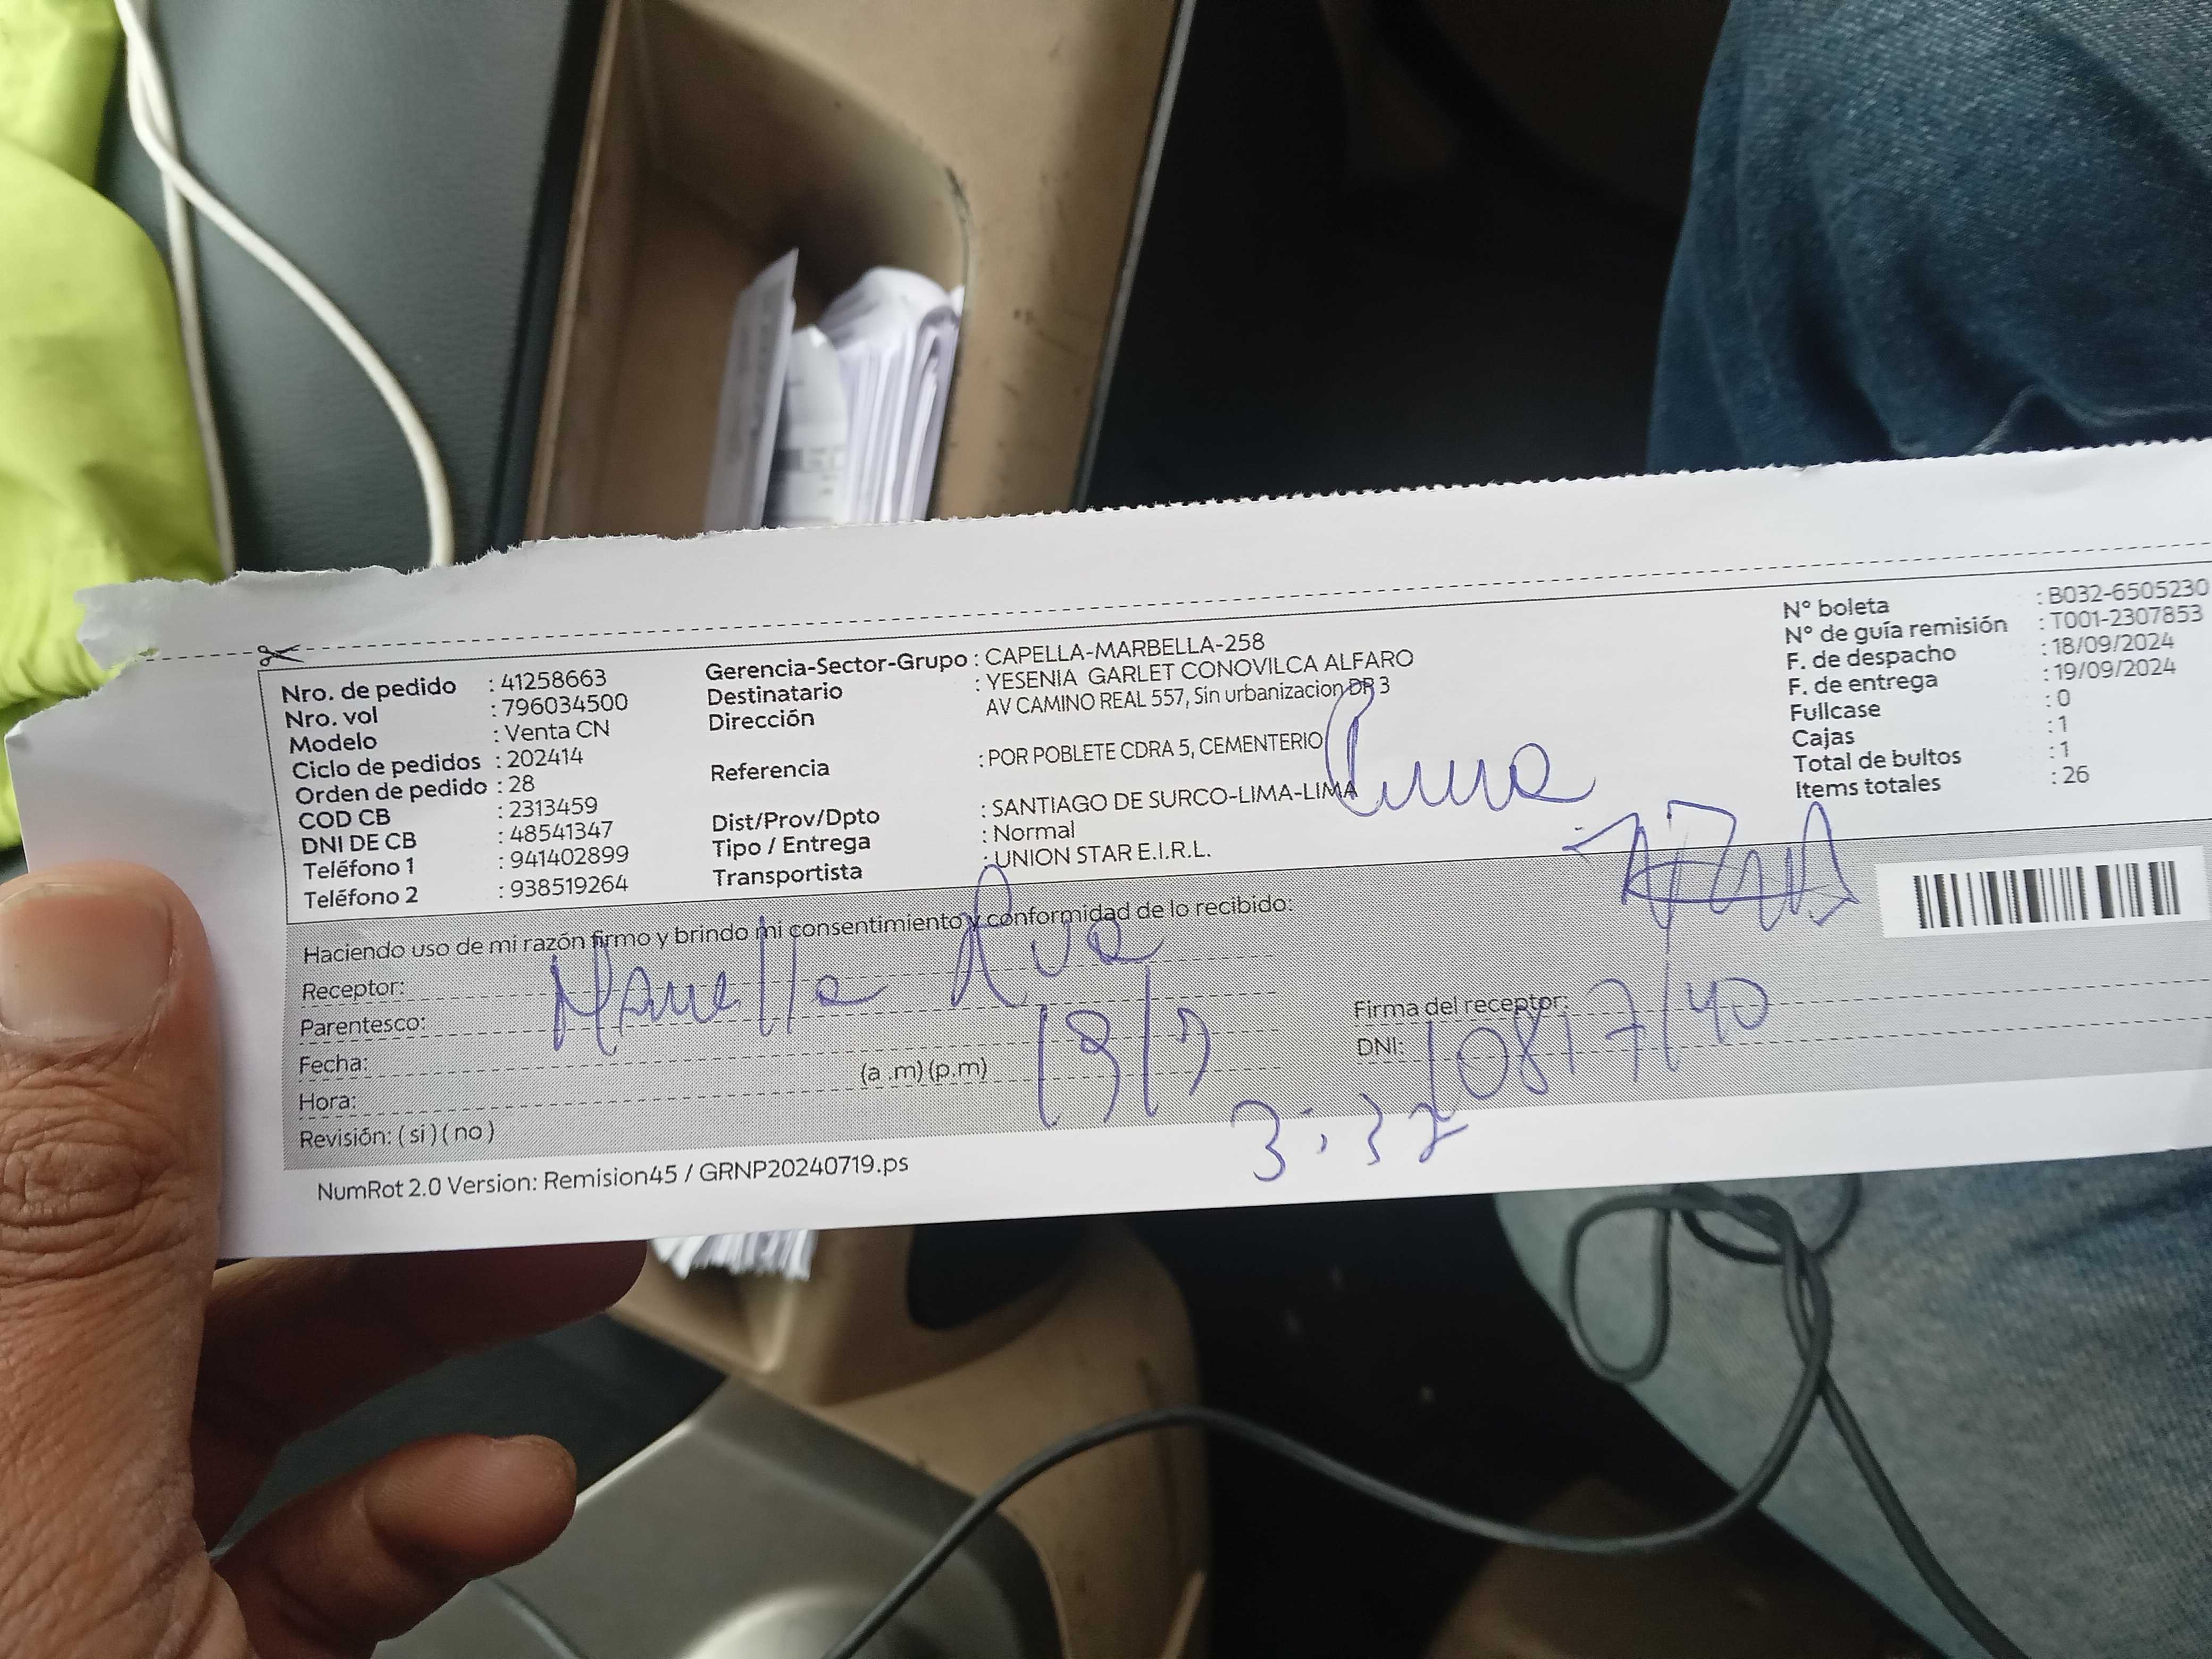 Nro. de pedido : 41258663
Nro. vol : 796034500
Modelo : Venta CN
Ciclo de pedidos : 202414
Orden de pedido : 28
COD CB : 2313459
DNI DE CB : 48541347
Teléfono 1 : 941402899
Teléfono 2 : 938519264
Gerencia-Sector-Grupo : CAPELLA-MARBELLA-258
Destinatario : YESENIA GARLET CONOVILCA ALFARO
Dirección AV CAMINO REAL 557, Sin urbanizacion DP 3
Referencia : POR POBLETE CDRA 5, CEMENTERIO
Dist/Prov/Dpto : SANTIAGO DE SURCO-LIMA-LIMA
Tipo / Entrega : Normal
Transportista : UNION STAR E.I.R.L.
N° boleta : B032-6505230
N° de guía remisión : T001-2307853
F. de despacho : 18/09/2024
F. de entrega : 19/09/2024
Fullcase : 0
Cajas : 1
Total de bultos : 1
Items totales : 26
Haciendo uso de mi razón firmo y brindo mi consentimiento y conformidad de lo recibido:
Receptor:
Parentesco:
Fecha:
Hora: (a .m) (p.m)
Revisión: ( si ) ( no )
Firma del receptor:
DNI:
3:32
NumRot 2.0 Version: Remision45 / GRNP20240719.ps